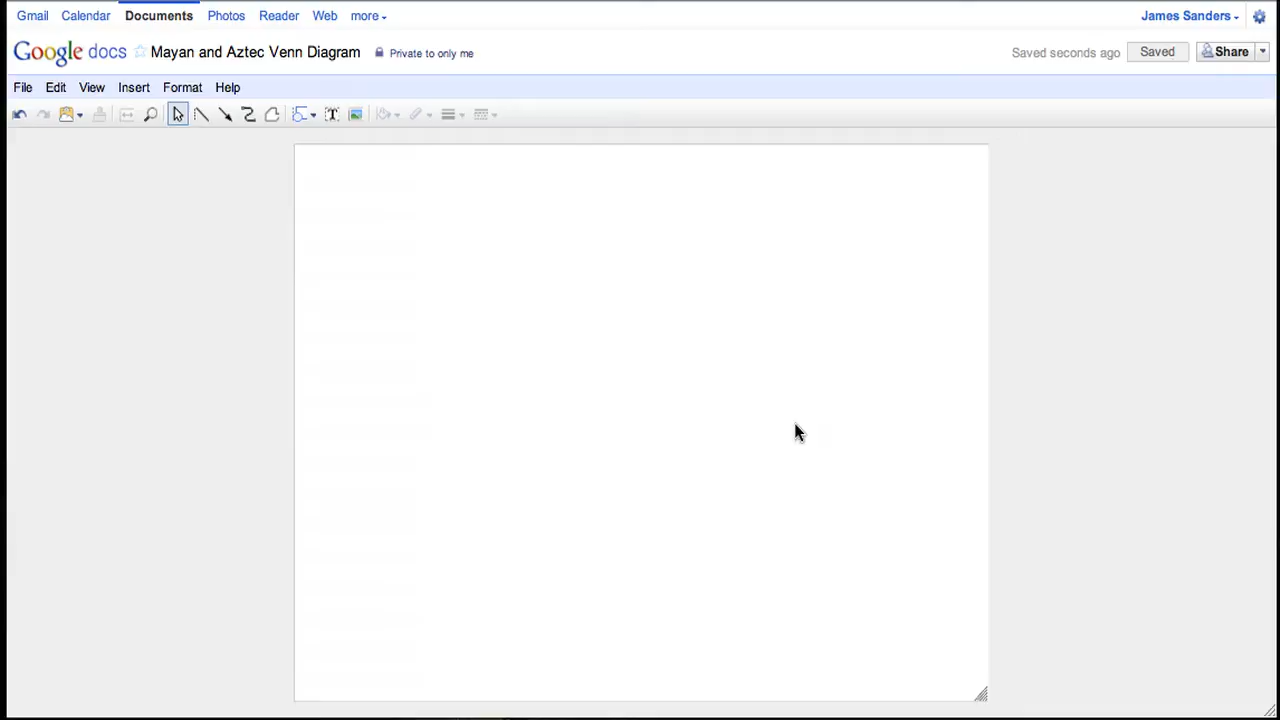 Gmail Calendar Documents Photos Reader Web more James Sanders
Google docs Mayan and Aztec Venn Diagram Private to only me Saved seconds ago Saved Share
File Edit View Insert Format Help
T